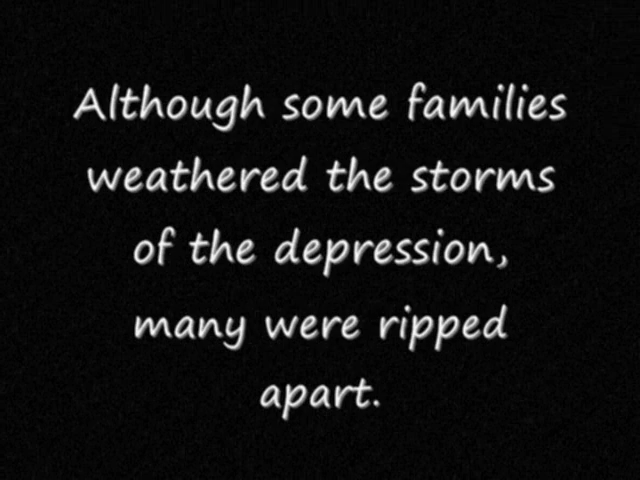 Although some families
weathered the storms
of the depression,
many were ripped
apart.